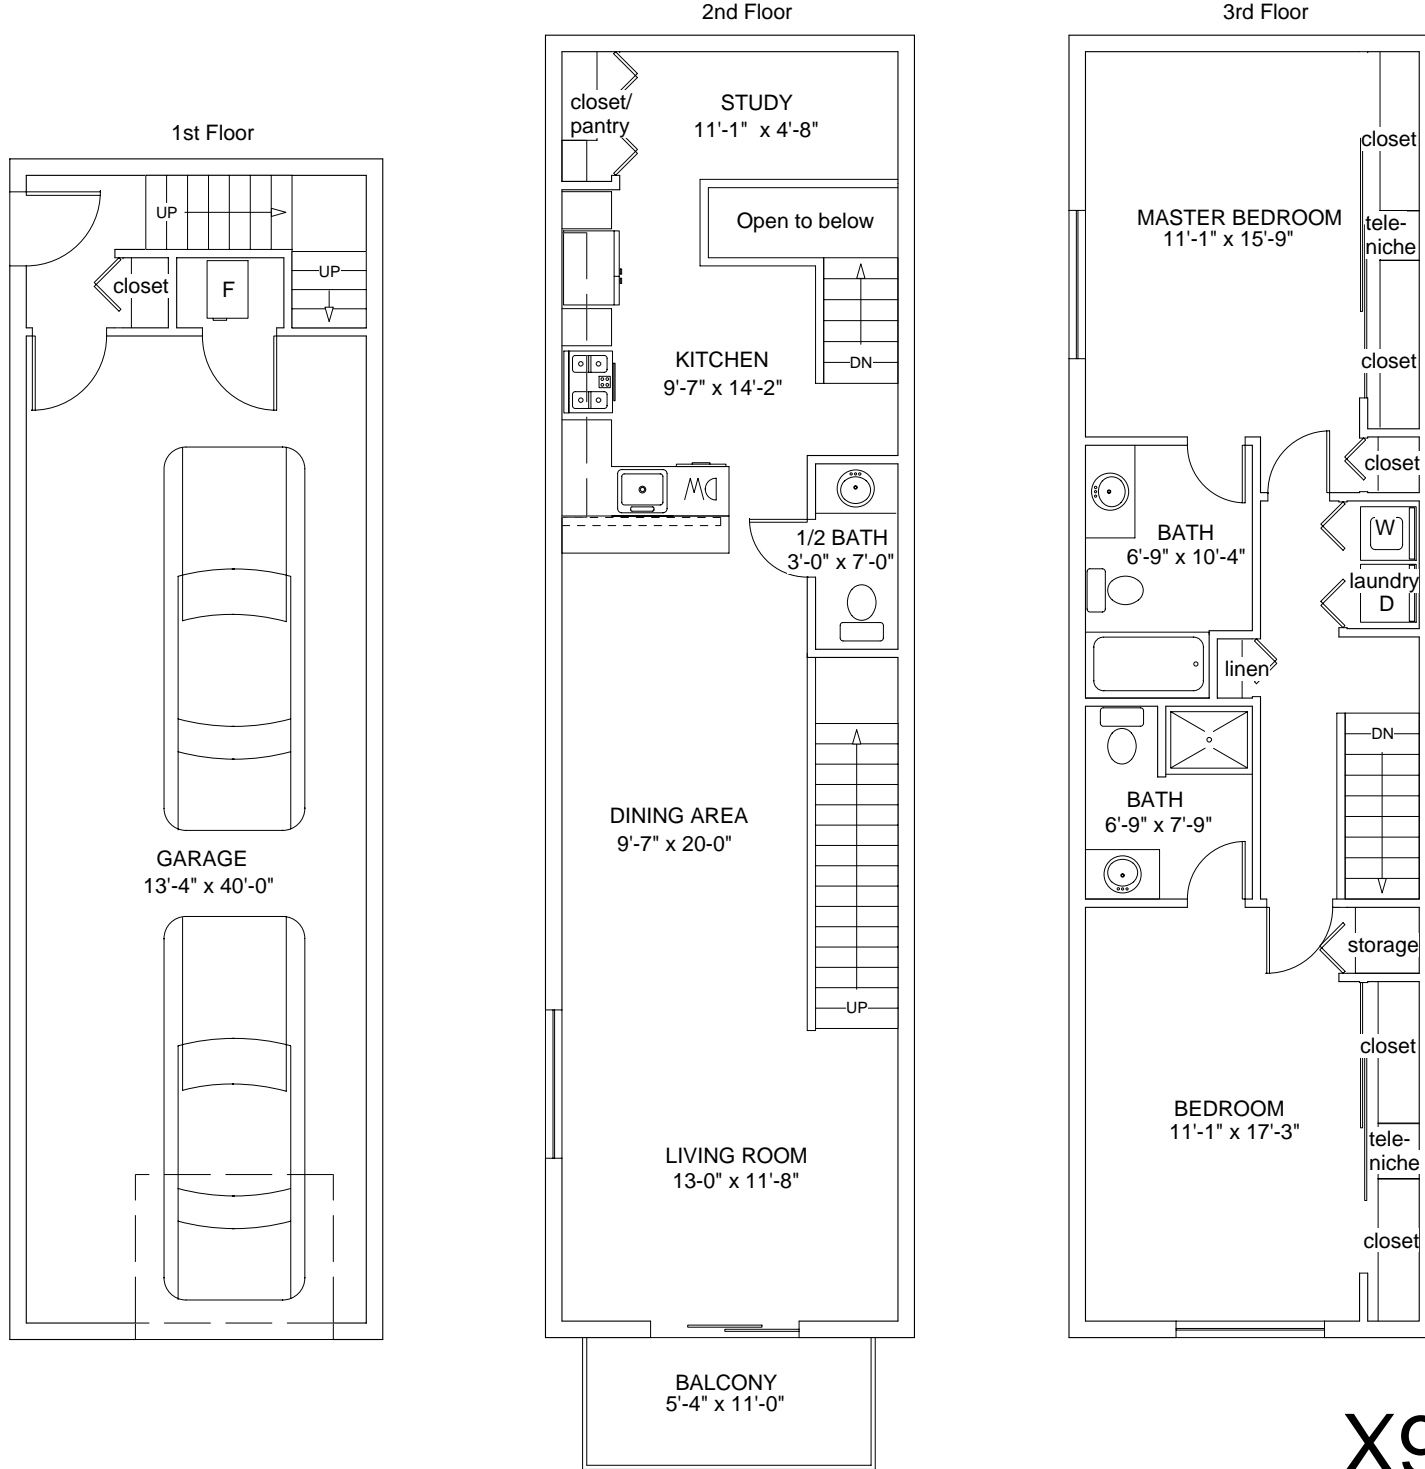 1st Floor
UP
UP
closet
F
GARAGE
13'-4" x 40'-0"
2nd Floor
closet/
pantry
STUDY
11'-1" x 4'-8"
Open to below
KITCHEN
9'-7" x 14'-2"
DN
DW
1/2 BATH
3'-0" x 7'-0"
DINING AREA
9'-7" x 20-0"
UP
LIVING ROOM
13-0" x 11'-8"
BALCONY
5'-4" x 11'-0"
3rd Floor
closet
MASTER BEDROOM
11'-1" x 15'-9"
tele-
niche
closet
closet
BATH
6'-9" x 10'-4"
W
laundry
D
linen
DN
BATH
6'-9" x 7'-9"
storage
closet
BEDROOM
11'-1" x 17'-3"
tele-
niche
closet
X9